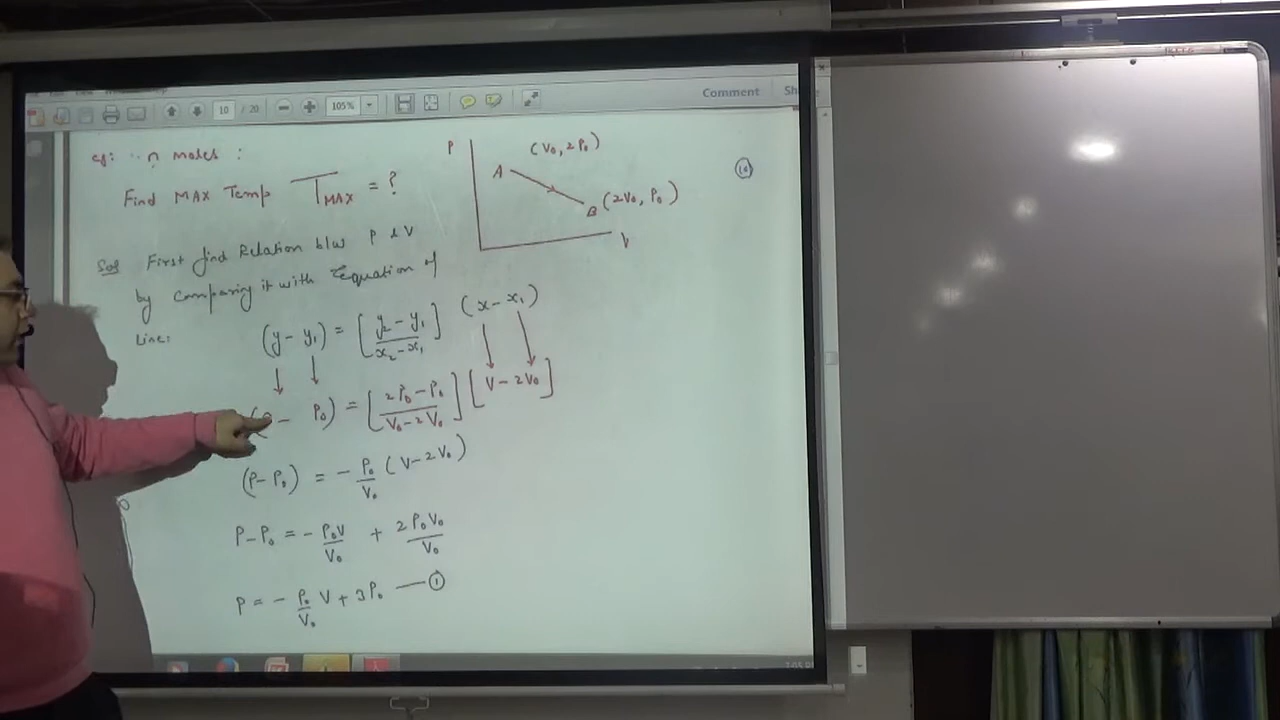 Comment
10 / 20
105%
eg: n moles :
Find MAX Temp T MAX = ?
P
(V₀, 2P₀)
A
B (2V₀, P₀)
V
10
Sol First find Relation b/w P & V
by Comparing it with Equation of
Line:
(y - y₁) = [y₂ - y₁ / x₂ - x₁] (x - x₁)
(P - P₀) = [2P₀ - P₀ / V₀ - 2V₀] [V - 2V₀]
(P - P₀) = - P₀/V₀ (V - 2V₀)
P - P₀ = - P₀V/V₀ + 2P₀V₀/V₀
P = - P₀/V₀ V + 3P₀ — ①